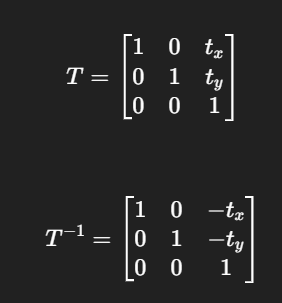 T = [1 0 t_x
0 1 t_y
0 0 1]
T^{-1} = [1 0 -t_x
0 1 -t_y
0 0 1]